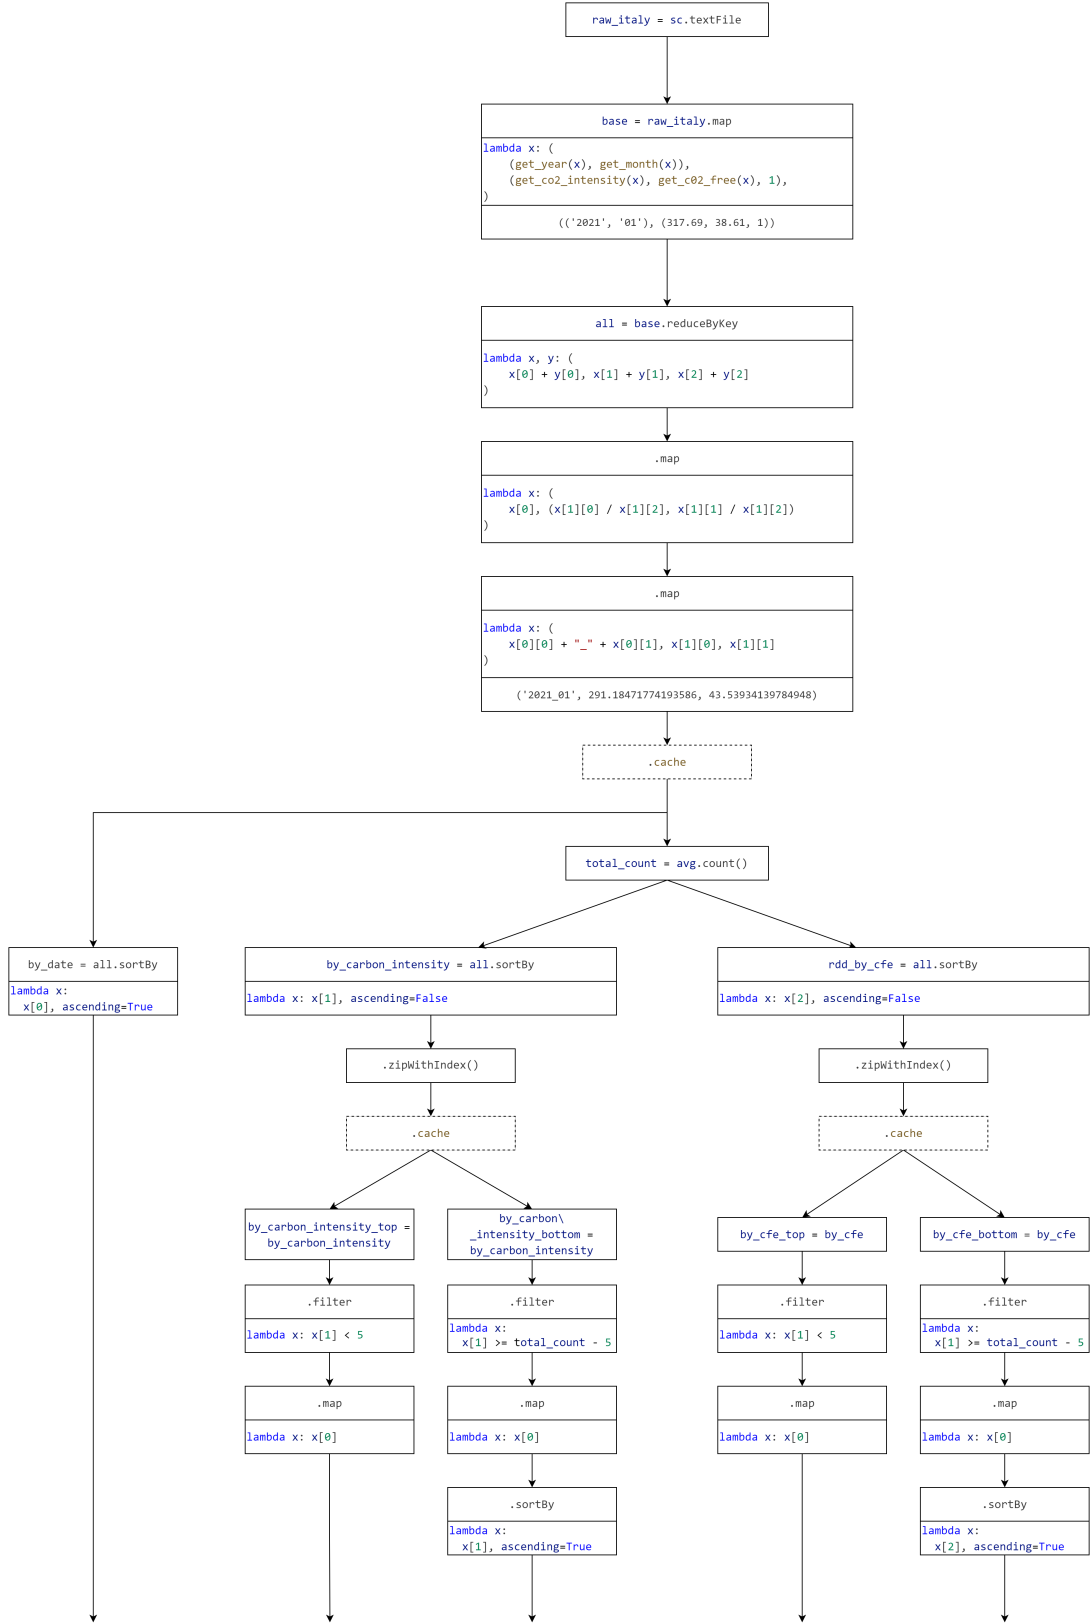 raw_italy = sc.textFile
base = raw_italy.map
lambda x: (
    (get_year(x), get_month(x)),
    (get_co2_intensity(x), get_c02_free(x), 1),
)
(('2021', '01'), (317.69, 38.61, 1))
all = base.reduceByKey
lambda x, y: (
    x[0] + y[0], x[1] + y[1], x[2] + y[2]
)
.map
lambda x: (
    x[0], (x[1][0] / x[1][2], x[1][1] / x[1][2])
)
.map
lambda x: (
    x[0][0] + "_" + x[0][1], x[1][0], x[1][1]
)
('2021_01', 291.18471774193586, 43.53934139784948)
.cache
total_count = avg.count()
by_date = all.sortBy
lambda x:
  x[0], ascending=True
by_carbon_intensity = all.sortBy
lambda x: x[1], ascending=False
.zipWithIndex()
.cache
by_carbon_intensity_top =
by_carbon_intensity
.filter
lambda x: x[1] < 5
.map
lambda x: x[0]
by_carbon\
_intensity_bottom =
by_carbon_intensity
.filter
lambda x:
  x[1] >= total_count - 5
.map
lambda x: x[0]
.sortBy
lambda x:
  x[1], ascending=True
rdd_by_cfe = all.sortBy
lambda x: x[2], ascending=False
.zipWithIndex()
.cache
by_cfe_top = by_cfe
.filter
lambda x: x[1] < 5
.map
lambda x: x[0]
by_cfe_bottom = by_cfe
.filter
lambda x:
  x[1] >= total_count - 5
.map
lambda x: x[0]
.sortBy
lambda x:
  x[2], ascending=True